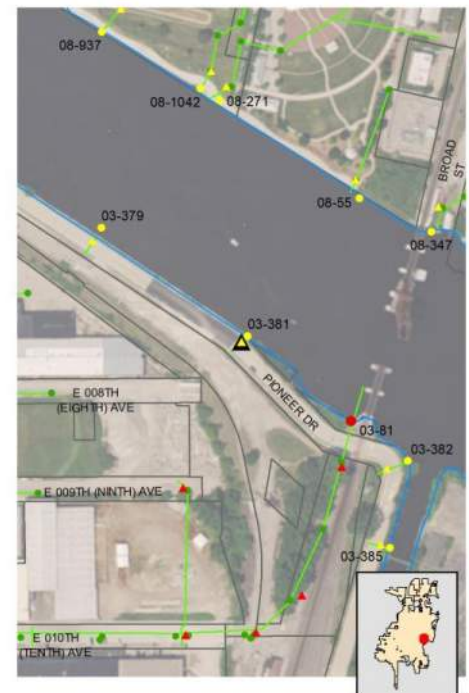 08-937
08-1042
08-271
BROAD
ST
08-55
03-379
08-347
03-381
PIONEER DR
E 008TH
(EIGHTH) AVE
03-81
03-382
E 009TH (NINTH) AVE
03-385
E 010TH
(TENTH) AVE